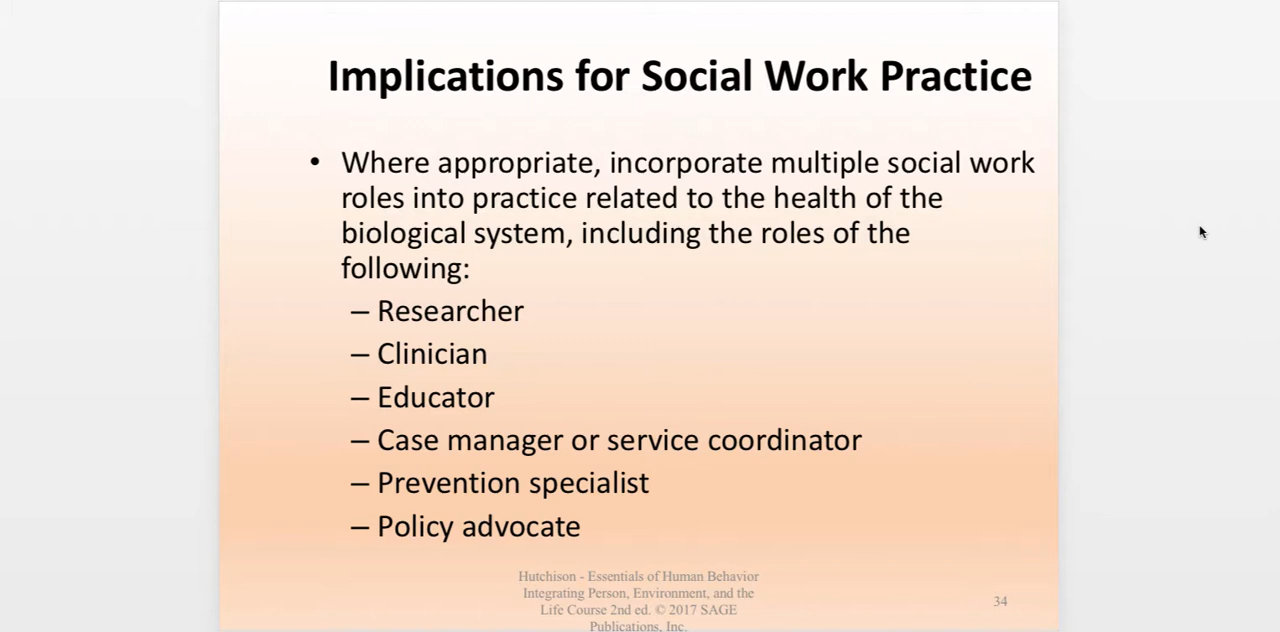 Implications for Social Work Practice
• Where appropriate, incorporate multiple social work
roles into practice related to the health of the
biological system, including the roles of the
following:
– Researcher
– Clinician
– Educator
– Case manager or service coordinator
– Prevention specialist
– Policy advocate
Hutchison - Essentials of Human Behavior
Integrating Person, Environment, and the
Life Course 2nd ed. © 2017 SAGE
Publications, Inc.
34